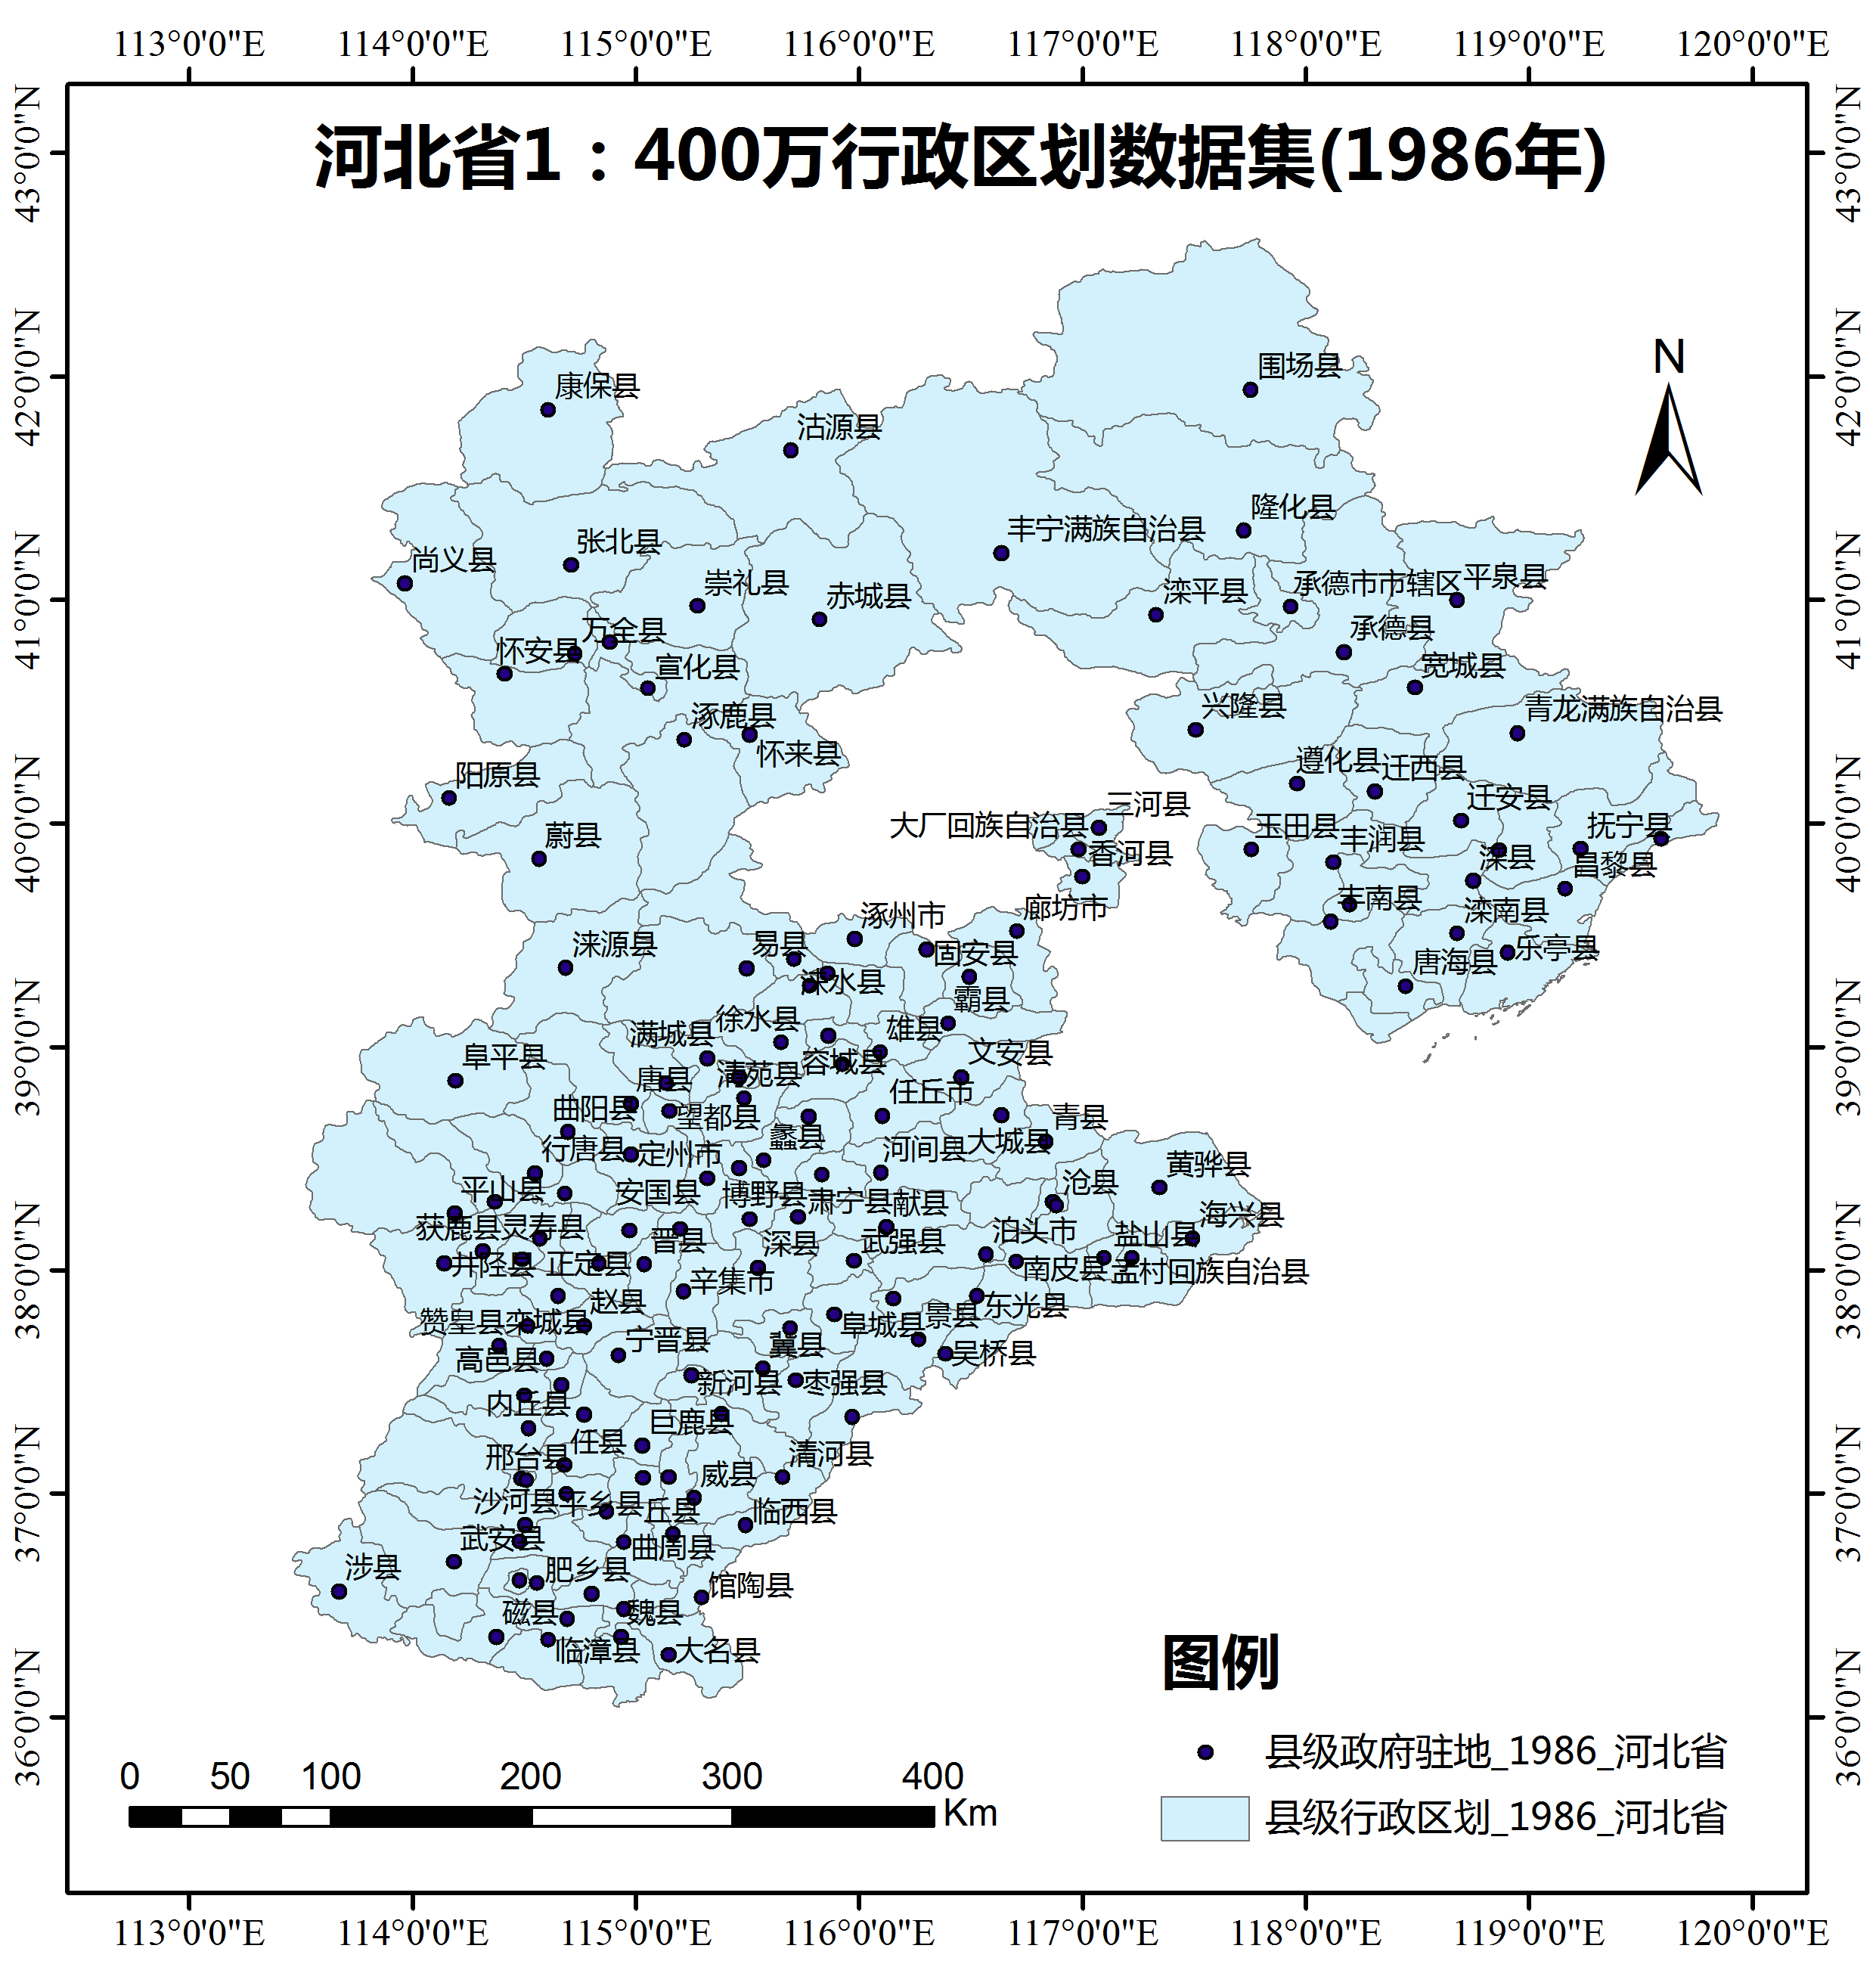 113°0'0"E 114°0'0"E 115°0'0"E 116°0'0"E 117°0'0"E 118°0'0"E 119°0'0"E 120°0'0"E
河北省1：400万行政区划数据集(1986年)
43°0'0"N
43°0'0"N
42°0'0"N
42°0'0"N
41°0'0"N
41°0'0"N
40°0'0"N
40°0'0"N
39°0'0"N
39°0'0"N
38°0'0"N
38°0'0"N
37°0'0"N
37°0'0"N
36°0'0"N
36°0'0"N
N
围场县
康保县
沽源县
隆化县
丰宁满族自治县
张北县
尚义县
崇礼县
赤城县
滦平县
承德市市辖区
平泉县
万全县
怀安县
承德县
宣化县
宽城县
兴隆县
青龙满族自治县
涿鹿县
怀来县
遵化县
迁西县
阳原县
迁安县
三河县
大厂回族自治县
玉田县
丰润县
抚宁县
蔚县
香河县
滦县
昌黎县
丰南县
廊坊市
涿州市
滦南县
涞源县
易县
固安县
唐海县
乐亭县
涞水县
霸县
徐水县
满城县
雄县
阜平县
容城县
文安县
唐县
清苑县
任丘市
曲阳县
望都县
蠡县
大城县
青县
行唐县
定州市
河间县
黄骅县
平山县
安国县
博野县
肃宁县
献县
沧县
海兴县
获鹿县
灵寿县
晋县
深县
武强县
泊头市
盐山县
井陉县
正定县
辛集市
南皮县
孟村回族自治县
赵县
赞皇县
栾城县
阜城县
景县
东光县
高邑县
宁晋县
冀县
吴桥县
内丘县
新河县
枣强县
巨鹿县
邢台县
任县
清河县
威县
沙河县
平乡县
丘县
临西县
武安县
曲周县
涉县
肥乡县
馆陶县
磁县
魏县
临漳县
大名县
图例
县级政府驻地_1986_河北省
县级行政区划_1986_河北省
0 50 100 200 300 400
Km
113°0'0"E 114°0'0"E 115°0'0"E 116°0'0"E 117°0'0"E 118°0'0"E 119°0'0"E 120°0'0"E